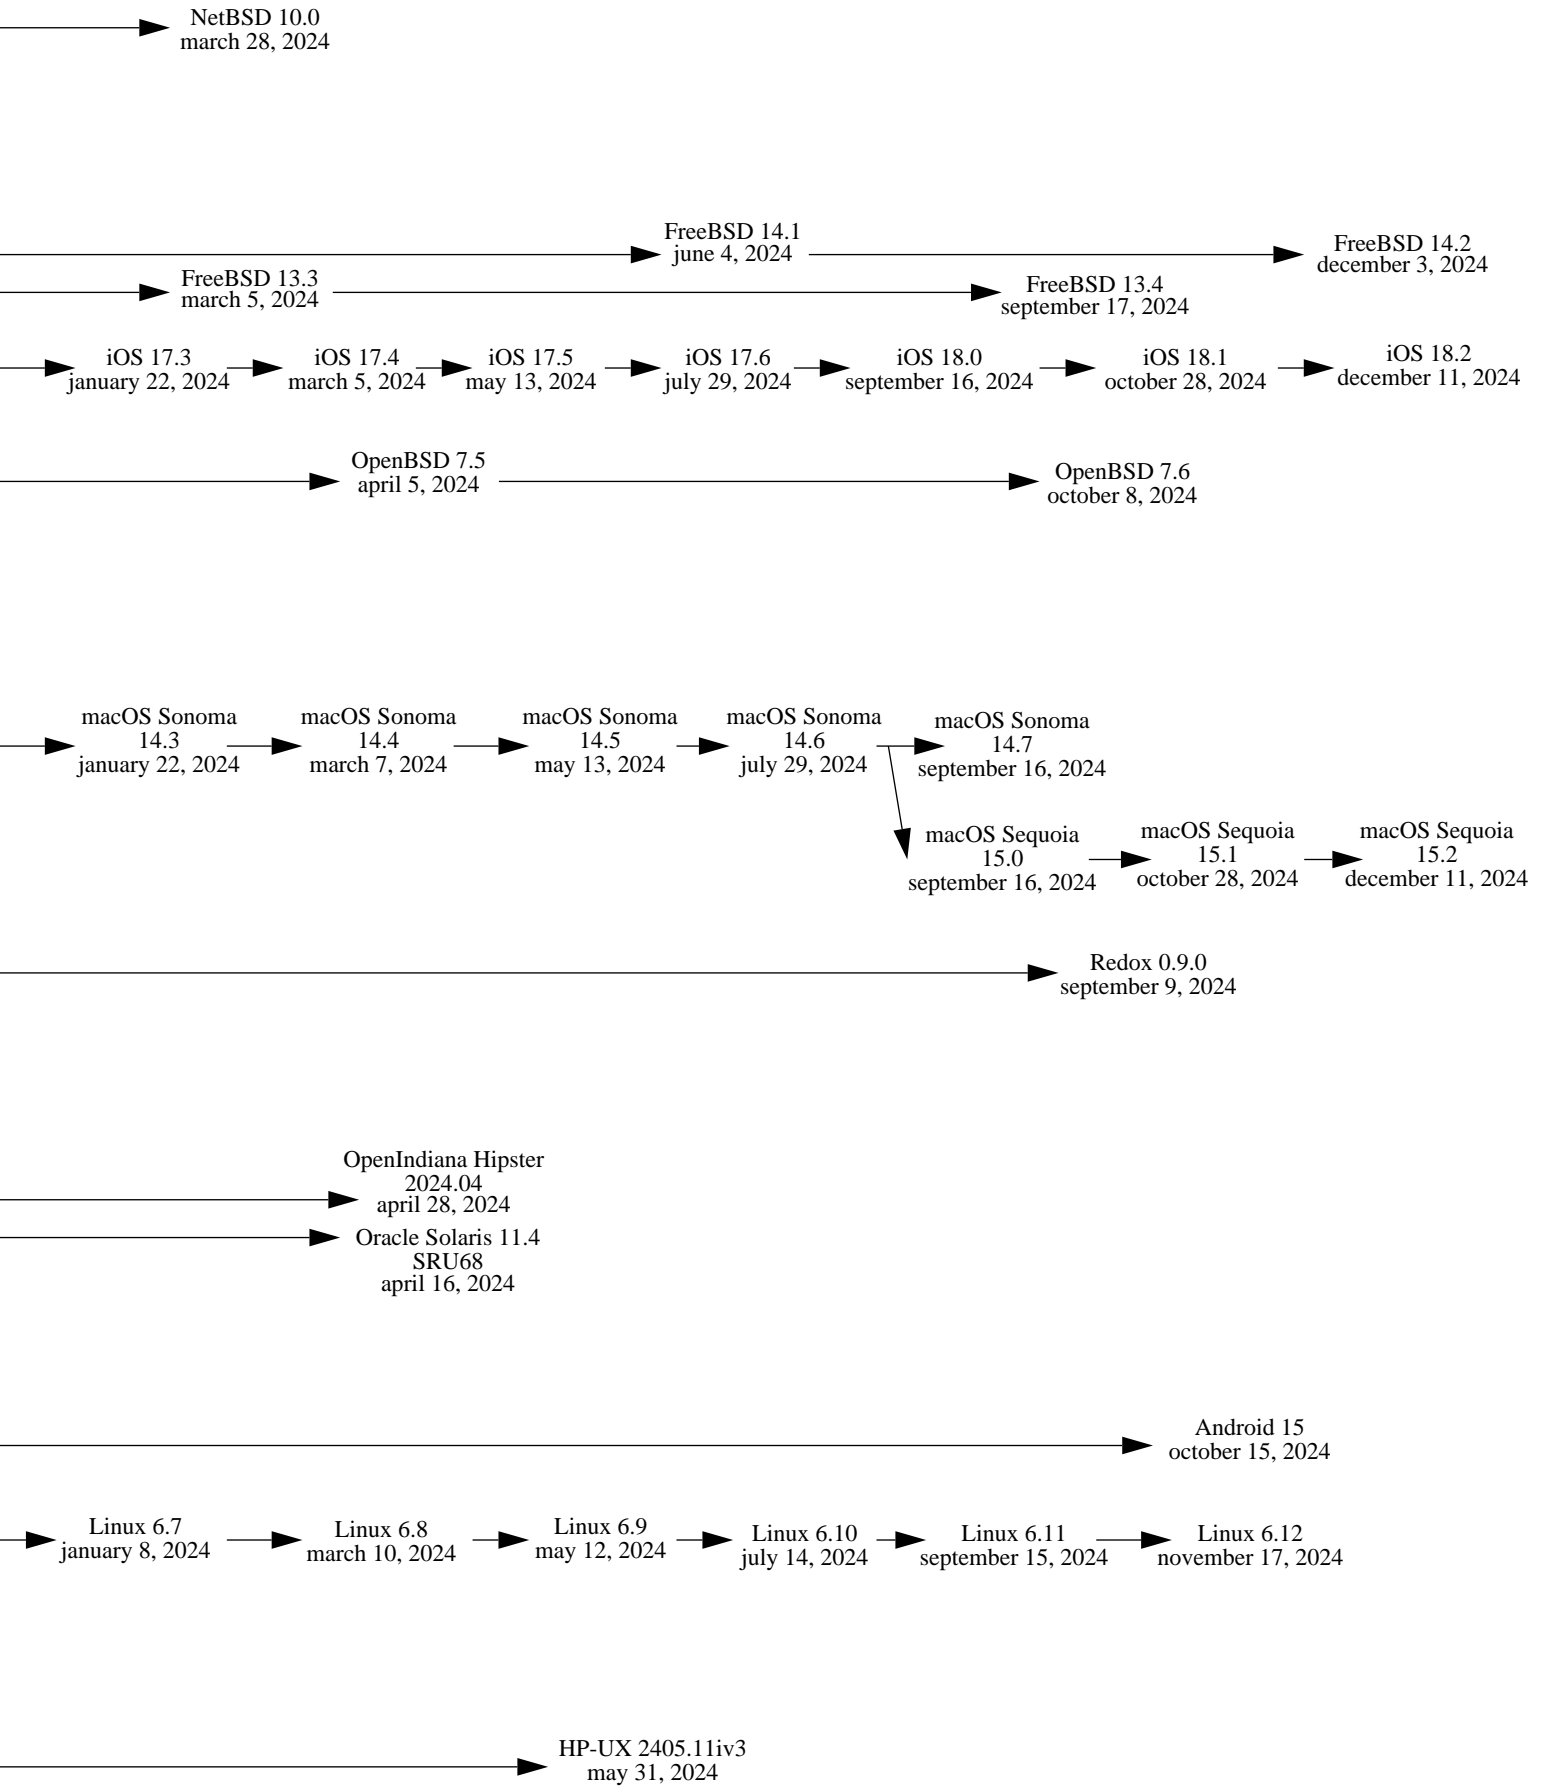 NetBSD 10.0
march 28, 2024
FreeBSD 14.1
june 4, 2024
FreeBSD 14.2
december 3, 2024
FreeBSD 13.3
march 5, 2024
FreeBSD 13.4
september 17, 2024
iOS 17.3
january 22, 2024
iOS 17.4
march 5, 2024
iOS 17.5
may 13, 2024
iOS 17.6
july 29, 2024
iOS 18.0
september 16, 2024
iOS 18.1
october 28, 2024
iOS 18.2
december 11, 2024
OpenBSD 7.5
april 5, 2024
OpenBSD 7.6
october 8, 2024
macOS Sonoma
14.3
january 22, 2024
macOS Sonoma
14.4
march 7, 2024
macOS Sonoma
14.5
may 13, 2024
macOS Sonoma
14.6
july 29, 2024
macOS Sonoma
14.7
september 16, 2024
macOS Sequoia
15.0
september 16, 2024
macOS Sequoia
15.1
october 28, 2024
macOS Sequoia
15.2
december 11, 2024
Redox 0.9.0
september 9, 2024
OpenIndiana Hipster
2024.04
april 28, 2024
Oracle Solaris 11.4
SRU68
april 16, 2024
Android 15
october 15, 2024
Linux 6.7
january 8, 2024
Linux 6.8
march 10, 2024
Linux 6.9
may 12, 2024
Linux 6.10
july 14, 2024
Linux 6.11
september 15, 2024
Linux 6.12
november 17, 2024
HP-UX 2405.11iv3
may 31, 2024